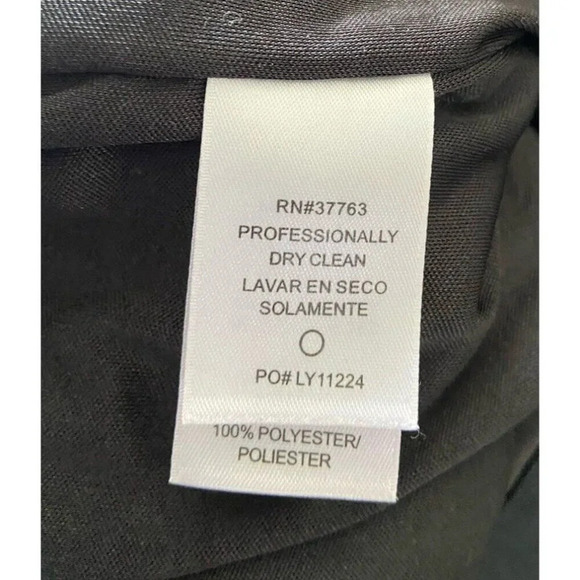 RN#37763
PROFESSIONALLY
DRY CLEAN
LAVAR EN SECO
SOLAMENTE
PO# LY11224
100% POLYESTER/
POLIESTER